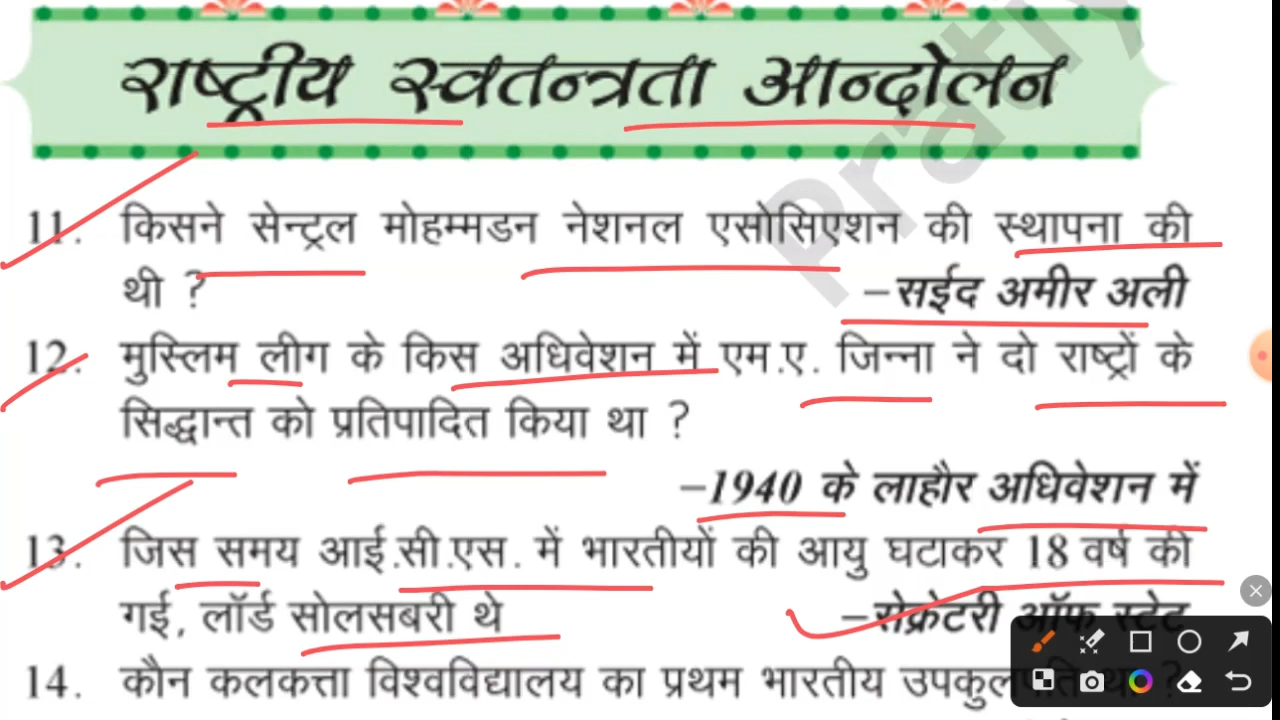 राष्ट्रीय स्वतन्त्रता आन्दोलन
11. किसने सेन्ट्रल मोहम्मडन नेशनल एसोसिएशन की स्थापना की
थी ? –सईद अमीर अली
12. मुस्लिम लीग के किस अधिवेशन में एम.ए. जिन्ना ने दो राष्ट्रों के
सिद्धान्त को प्रतिपादित किया था ?
–1940 के लाहौर अधिवेशन में
13. जिस समय आई.सी.एस. में भारतीयों की आयु घटाकर 18 वर्ष की
गई, लॉर्ड सोलसबरी थे –सेक्रेटरी ऑफ स्टेट
14. कौन कलकत्ता विश्वविद्यालय का प्रथम भारतीय उपकुलपति था ?